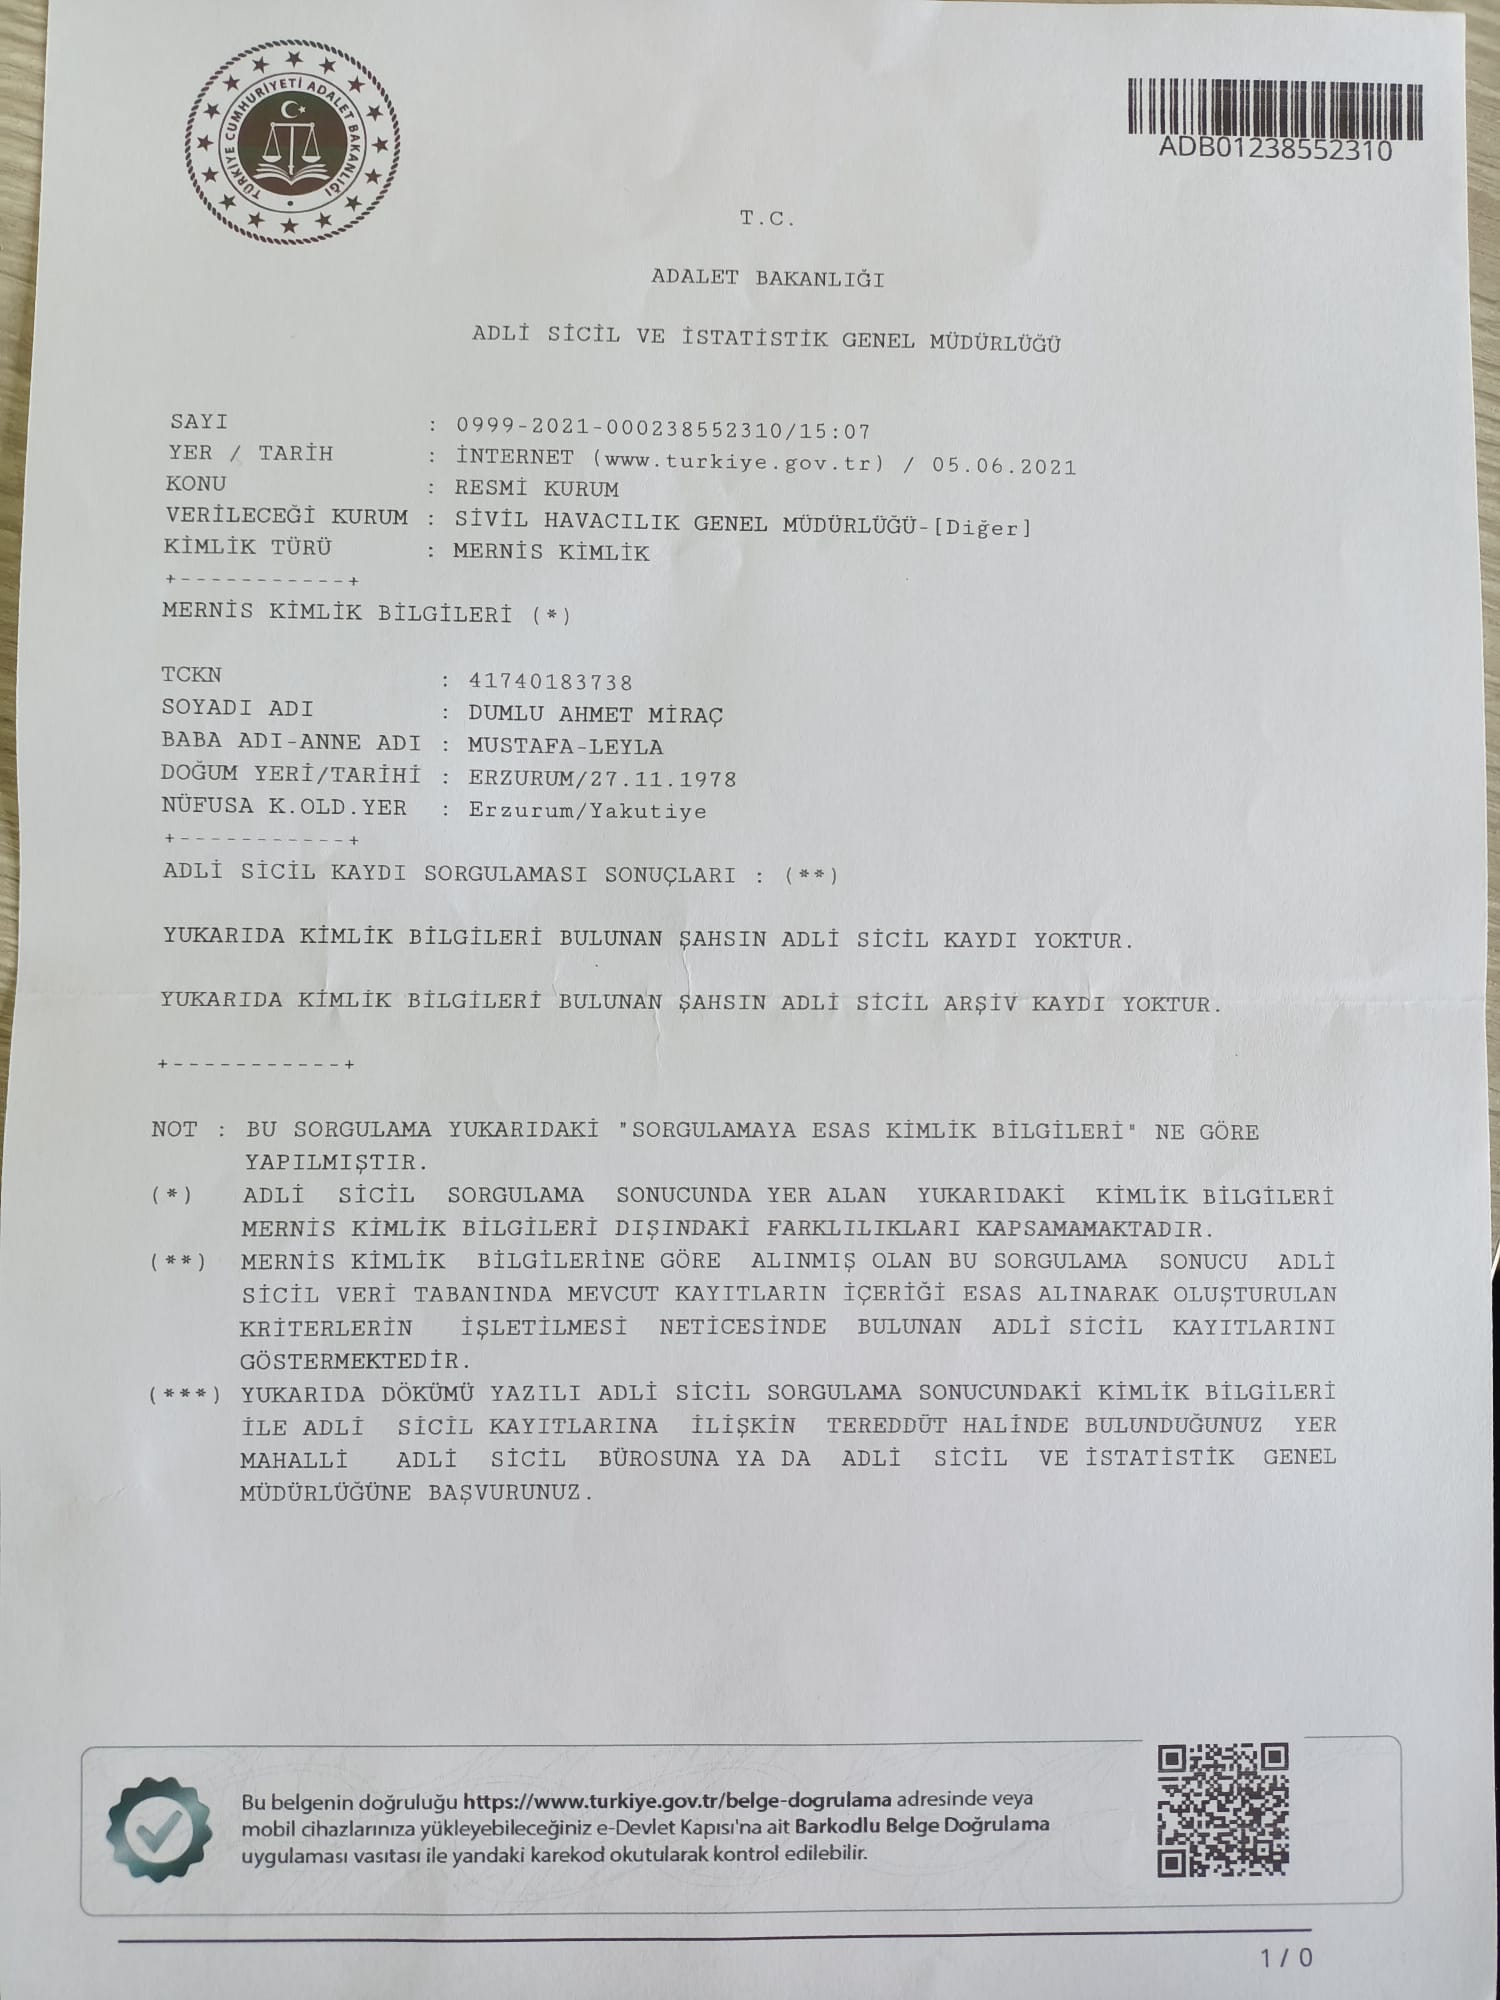 TÜRKİYE CUMHURİYETİ ADALET BAKANLIĞI
ADB01238552310
T.C.
ADALET BAKANLIĞI
ADLİ SİCİL VE İSTATİSTİK GENEL MÜDÜRLÜĞÜ
SAYI : 0999-2021-000238552310/15:07
YER / TARİH : İNTERNET (www.turkiye.gov.tr) / 05.06.2021
KONU : RESMİ KURUM
VERİLECEĞİ KURUM : SİVİL HAVACILIK GENEL MÜDÜRLÜĞÜ-[Diğer]
KİMLİK TÜRÜ : MERNİS KİMLİK
+-----------+
MERNİS KİMLİK BİLGİLERİ (*)
TCKN : 41740183738
SOYADI ADI : DUMLU AHMET MİRAÇ
BABA ADI-ANNE ADI : MUSTAFA-LEYLA
DOĞUM YERİ/TARİHİ : ERZURUM/27.11.1978
NÜFUSA K.OLD.YER : Erzurum/Yakutiye
+-----------+
ADLİ SİCİL KAYDI SORGULAMASI SONUÇLARI : (**)
YUKARIDA KİMLİK BİLGİLERİ BULUNAN ŞAHSIN ADLİ SİCİL KAYDI YOKTUR.
YUKARIDA KİMLİK BİLGİLERİ BULUNAN ŞAHSIN ADLİ SİCİL ARŞİV KAYDI YOKTUR.
+-----------+
NOT : BU SORGULAMA YUKARIDAKİ "SORGULAMAYA ESAS KİMLİK BİLGİLERİ" NE GÖRE
YAPILMIŞTIR.
(*) ADLİ SİCİL SORGULAMA SONUCUNDA YER ALAN YUKARIDAKİ KİMLİK BİLGİLERİ
MERNİS KİMLİK BİLGİLERİ DIŞINDAKİ FARKLILIKLARI KAPSAMAMAKTADIR.
(**) MERNİS KİMLİK BİLGİLERİNE GÖRE ALINMIŞ OLAN BU SORGULAMA SONUCU ADLİ
SİCİL VERİ TABANINDA MEVCUT KAYITLARIN İÇERİĞİ ESAS ALINARAK OLUŞTURULAN
KRİTERLERİN İŞLETİLMESİ NETİCESİNDE BULUNAN ADLİ SİCİL KAYITLARINI
GÖSTERMEKTEDİR.
(***) YUKARIDA DÖKÜMÜ YAZILI ADLİ SİCİL SORGULAMA SONUCUNDAKİ KİMLİK BİLGİLERİ
İLE ADLİ SİCİL KAYITLARINA İLİŞKİN TEREDDÜT HALİNDE BULUNDUĞUNUZ YER
MAHALLİ ADLİ SİCİL BÜROSUNA YA DA ADLİ SİCİL VE İSTATİSTİK GENEL
MÜDÜRLÜĞÜNE BAŞVURUNUZ.
Bu belgenin doğruluğu https://www.turkiye.gov.tr/belge-dogrulama adresinde veya
mobil cihazlarınıza yükleyebileceğiniz e-Devlet Kapısı'na ait Barkodlu Belge Doğrulama
uygulaması vasıtası ile yandaki karekod okutularak kontrol edilebilir.
1 / 0